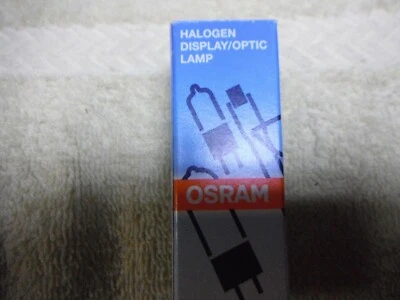 HALOGEN
DISPLAY/OPTIC
LAMP
OSRAM